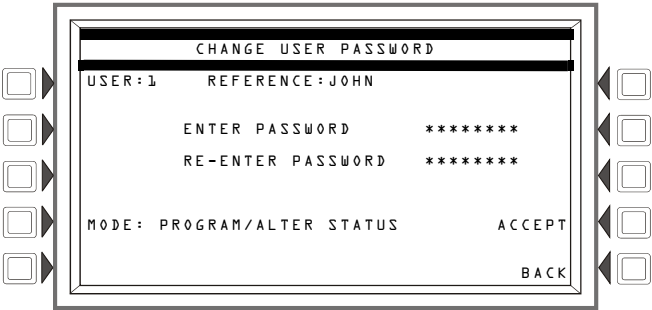 CHANGE USER PASSWORD
USER:1 REFERENCE:JOHN
ENTER PASSWORD ********
RE-ENTER PASSWORD ********
MODE: PROGRAM/ALTER STATUS ACCEPT
BACK